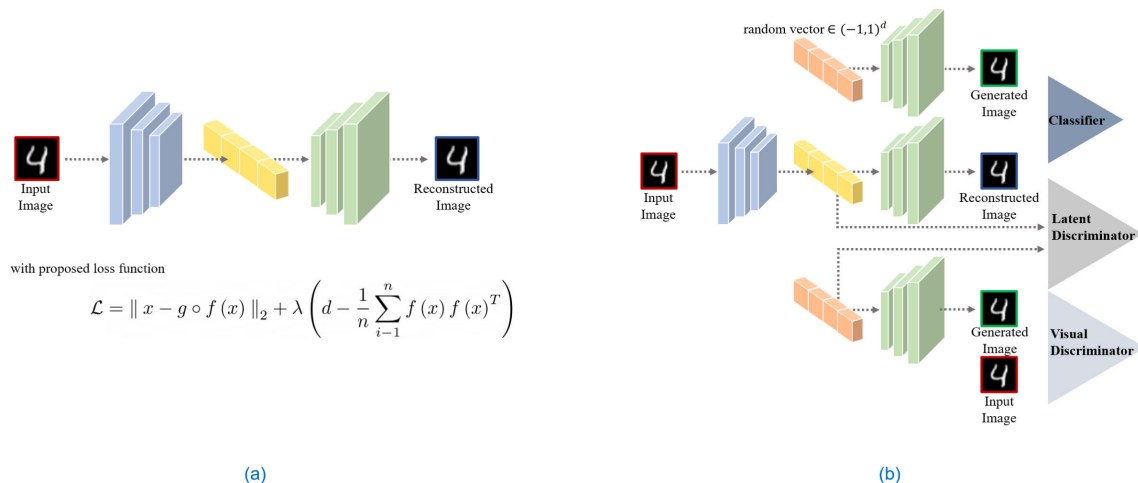 Input
Image
Reconstructed
Image
with proposed loss function
ℒ = ∥ x − g ∘ f (x) ∥₂ + λ ( d − 1/n ∑_{i−1}^{n} f (x) f (x)^T )
(a)
random vector ∈ (−1,1)^d
Generated
Image
Classifier
Input
Image
Reconstructed
Image
Latent
Discriminator
Generated
Image
Visual
Discriminator
Input
Image
(b)